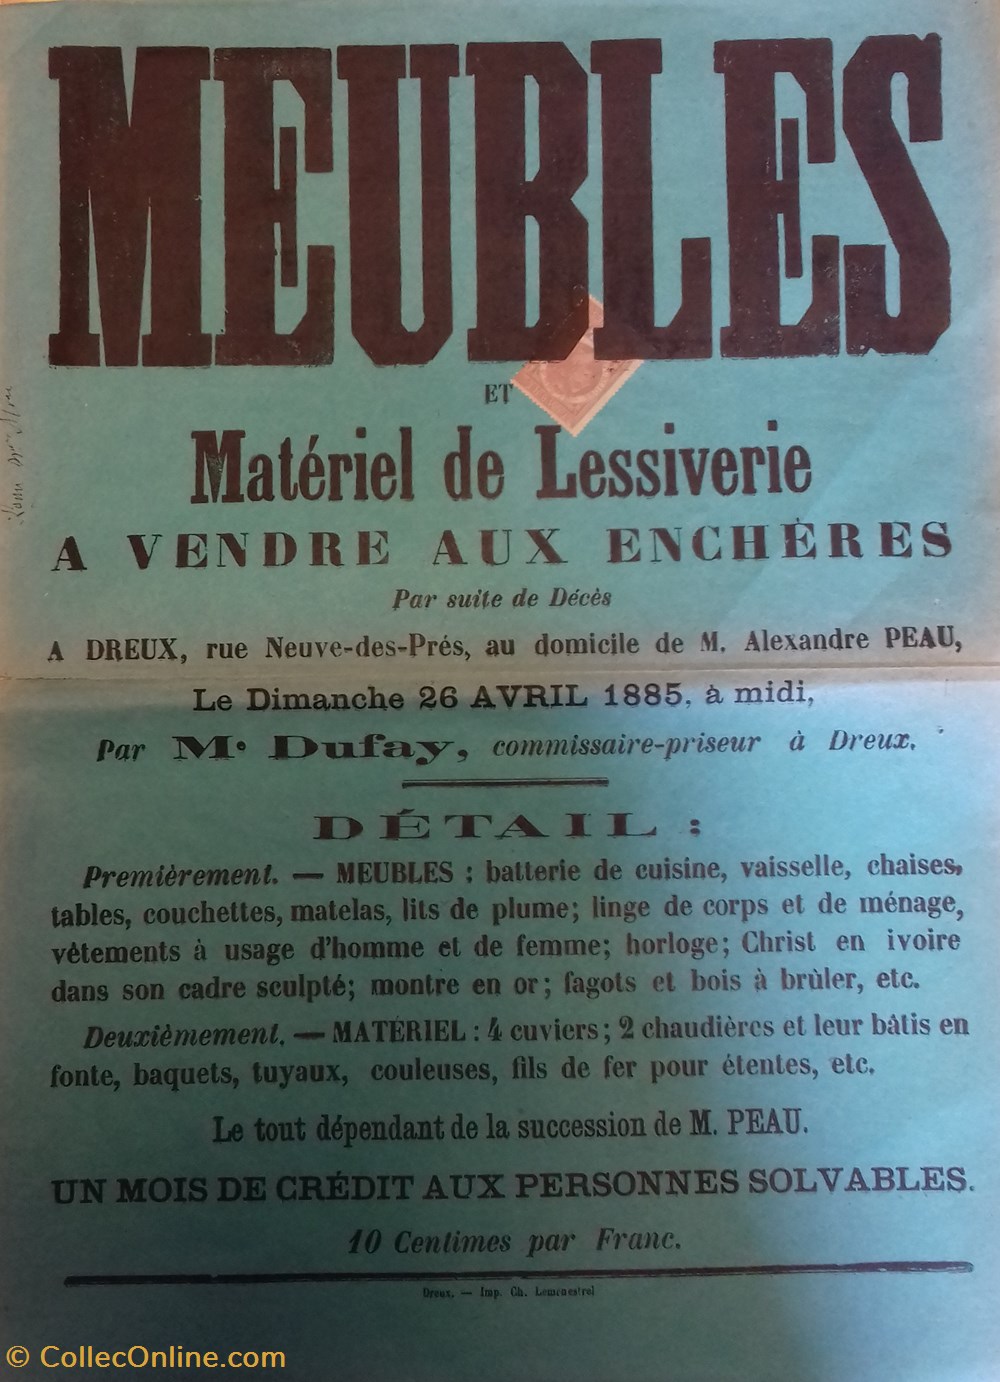 MEUBLES
ET
Matériel de Lessiverie
A VENDRE AUX ENCHÈRES
Par suite de Décès
A DREUX, rue Neuve-des-Prés, au domicile de M. Alexandre PEAU,
Le Dimanche 26 AVRIL 1885, à midi,
Par Me Dufay, commissaire-priseur à Dreux.
DÉTAIL :
Premièrement. — MEUBLES : batterie de cuisine, vaisselle, chaises,
tables, couchettes, matelas, lits de plume; linge de corps et de ménage,
vêtements à usage d'homme et de femme; horloge; Christ en ivoire
dans son cadre sculpté; montre en or; fagots et bois à brûler, etc.
Deuxièmement. — MATÉRIEL : 4 cuviers; 2 chaudières et leur bâtis en
fonte, baquets, tuyaux, couleuses, fils de fer pour étentes, etc.
Le tout dépendant de la succession de M. PEAU.
UN MOIS DE CRÉDIT AUX PERSONNES SOLVABLES.
10 Centimes par Franc.
Dreux. — Imp. Ch. Lemenestrel
© CollecOnline.com